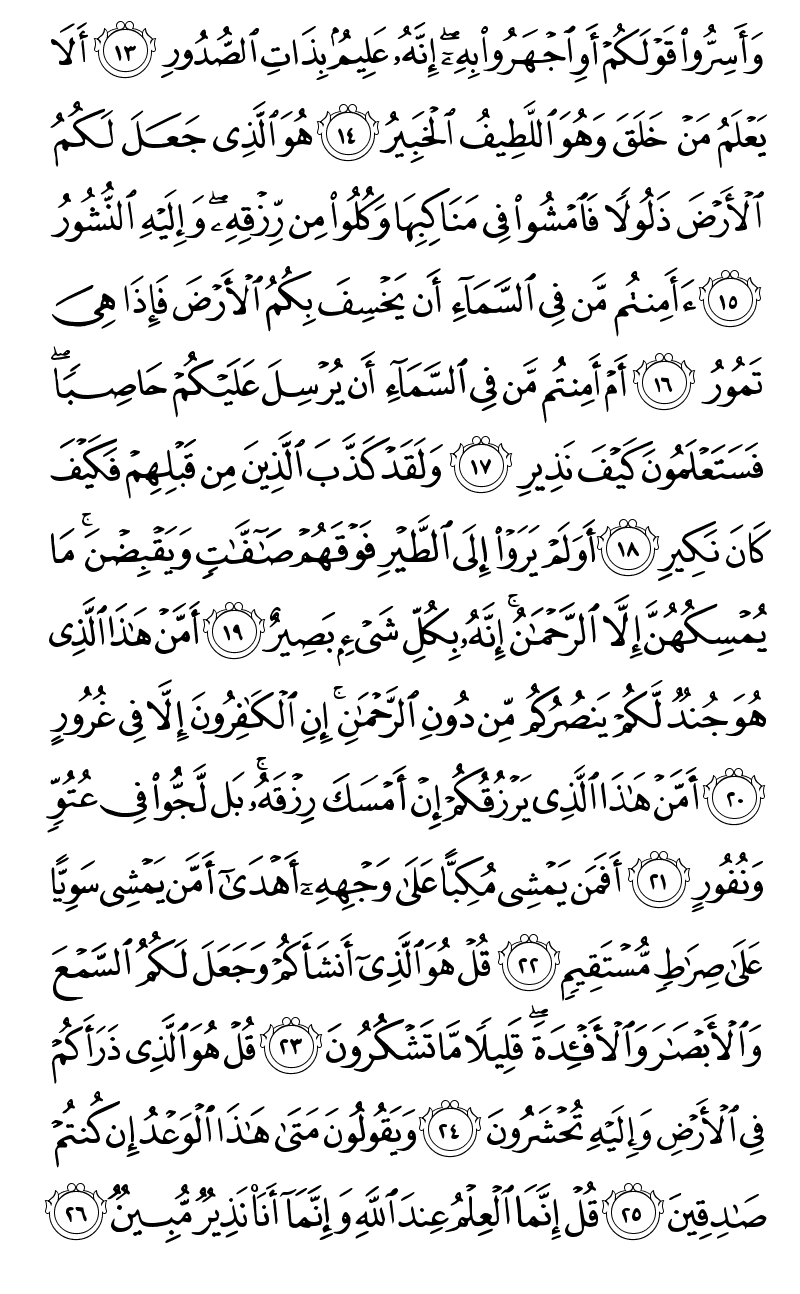 وَأَسِرُّوا۟ قَوْلَكُمْ أَوِ ٱجْهَرُوا۟ بِهِۦٓ ۖ إِنَّهُۥ عَلِيمٌۢ بِذَاتِ ٱلصُّدُورِ ١٣ أَلَا
يَعْلَمُ مَنْ خَلَقَ وَهُوَ ٱللَّطِيفُ ٱلْخَبِيرُ ١٤ هُوَ ٱلَّذِى جَعَلَ لَكُمُ
ٱلْأَرْضَ ذَلُولًا فَٱمْشُوا۟ فِى مَنَاكِبِهَا وَكُلُوا۟ مِن رِّزْقِهِۦ ۖ وَإِلَيْهِ ٱلنُّشُورُ
١٥ ءَأَمِنتُم مَّن فِى ٱلسَّمَآءِ أَن يَخْسِفَ بِكُمُ ٱلْأَرْضَ فَإِذَا هِىَ
تَمُورُ ١٦ أَمْ أَمِنتُم مَّن فِى ٱلسَّمَآءِ أَن يُرْسِلَ عَلَيْكُمْ حَاصِبًا ۖ
فَسَتَعْلَمُونَ كَيْفَ نَذِيرِ ١٧ وَلَقَدْ كَذَّبَ ٱلَّذِينَ مِن قَبْلِهِمْ فَكَيْفَ
كَانَ نَكِيرِ ١٨ أَوَلَمْ يَرَوْا۟ إِلَى ٱلطَّيْرِ فَوْقَهُمْ صَـٰٓفَّـٰتٍ وَيَقْبِضْنَ ۚ مَا
يُمْسِكُهُنَّ إِلَّا ٱلرَّحْمَـٰنُ ۚ إِنَّهُۥ بِكُلِّ شَىْءٍۭ بَصِيرٌ ١٩ أَمَّنْ هَـٰذَا ٱلَّذِى
هُوَ جُندٌ لَّكُمْ يَنصُرُكُم مِّن دُونِ ٱلرَّحْمَـٰنِ ۚ إِنِ ٱلْكَـٰفِرُونَ إِلَّا فِى غُرُورٍ
٢٠ أَمَّنْ هَـٰذَا ٱلَّذِى يَرْزُقُكُمْ إِنْ أَمْسَكَ رِزْقَهُۥ ۚ بَل لَّجُّوا۟ فِى عُتُوٍّ
وَنُفُورٍ ٢١ أَفَمَن يَمْشِى مُكِبًّا عَلَىٰ وَجْهِهِۦٓ أَهْدَىٰٓ أَمَّن يَمْشِى سَوِيًّا
عَلَىٰ صِرَٰطٍ مُّسْتَقِيمٍ ٢٢ قُلْ هُوَ ٱلَّذِىٓ أَنشَأَكُمْ وَجَعَلَ لَكُمُ ٱلسَّمْعَ
وَٱلْأَبْصَـٰرَ وَٱلْأَفْـِٔدَةَ ۖ قَلِيلًا مَّا تَشْكُرُونَ ٢٣ قُلْ هُوَ ٱلَّذِى ذَرَأَكُمْ
فِى ٱلْأَرْضِ وَإِلَيْهِ تُحْشَرُونَ ٢٤ وَيَقُولُونَ مَتَىٰ هَـٰذَا ٱلْوَعْدُ إِن كُنتُمْ
صَـٰدِقِينَ ٢٥ قُلْ إِنَّمَا ٱلْعِلْمُ عِندَ ٱللَّهِ وَإِنَّمَآ أَنَا۠ نَذِيرٌ مُّبِينٌ ٢٦